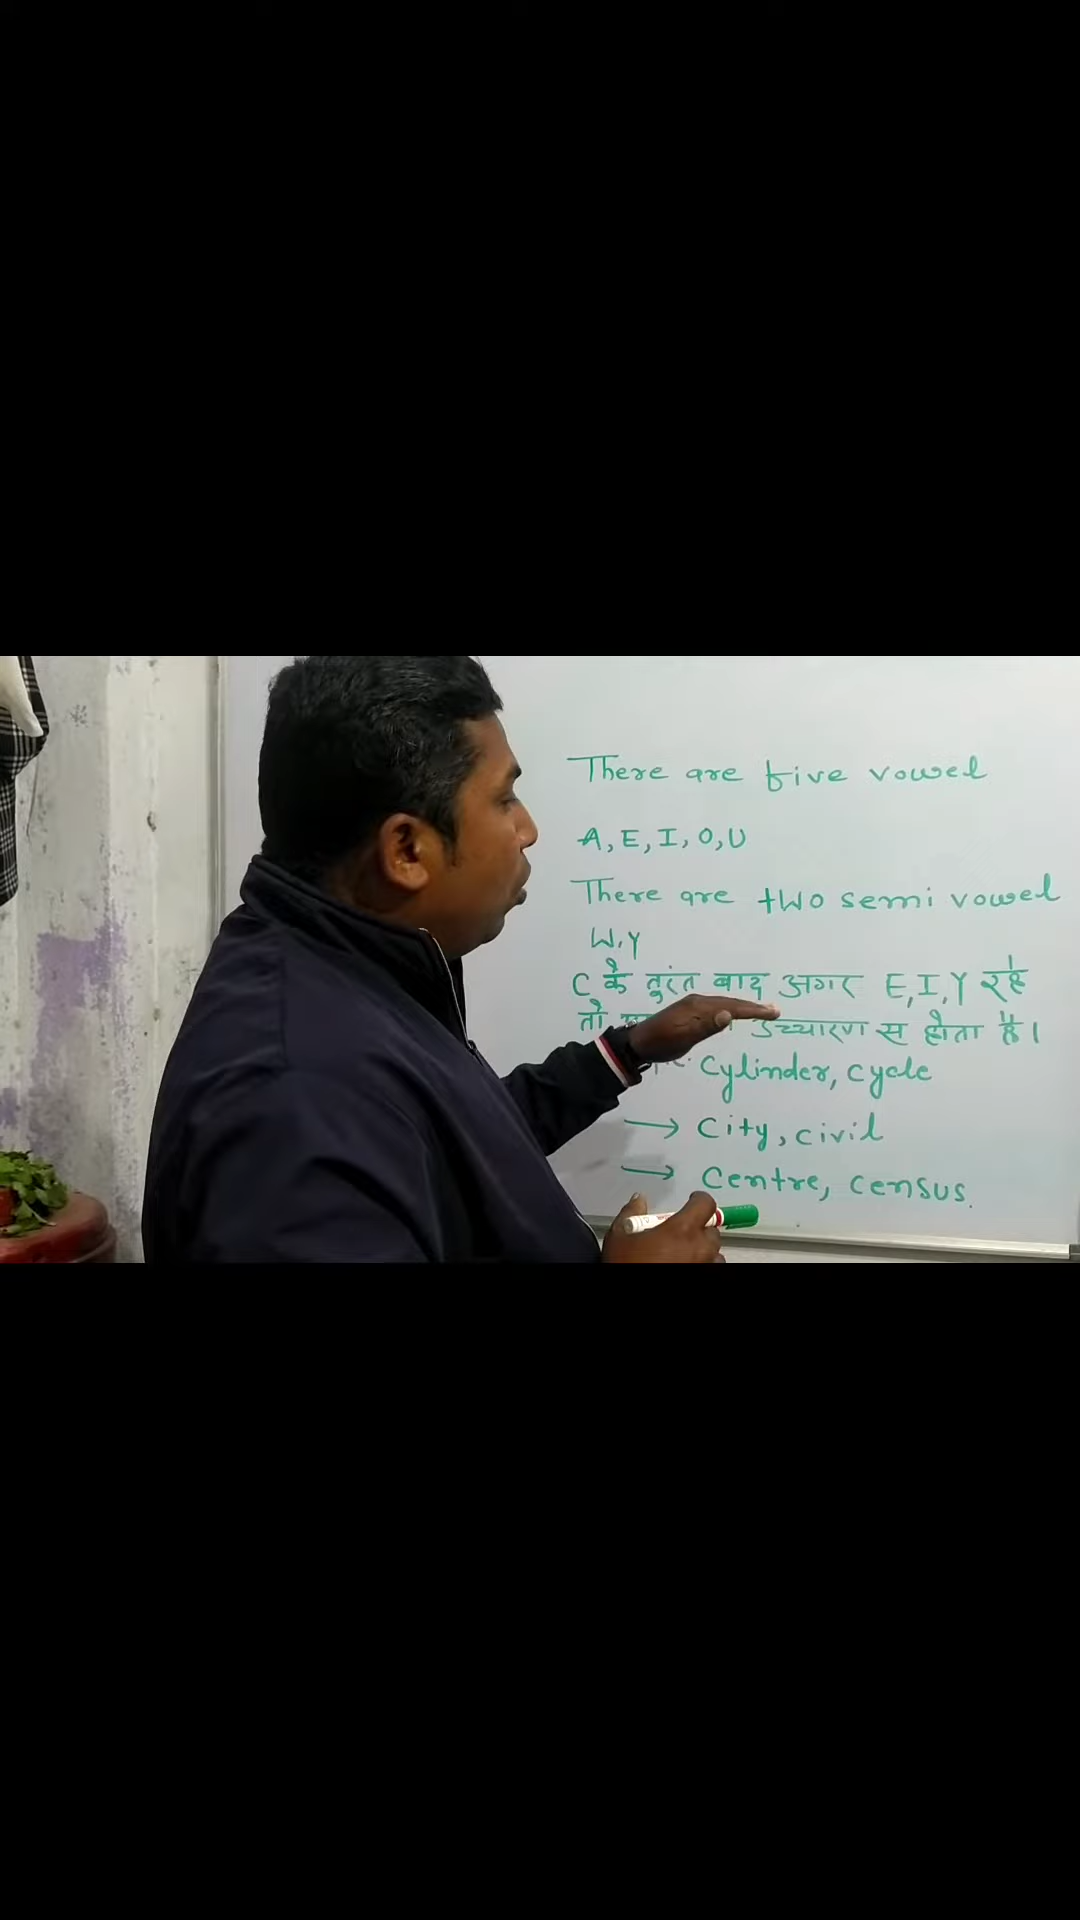 There are five vowel
A, E, I, O, U
There are two semi vowel
W, Y
C के तुरंत बाद अगर E, I, Y रहे
तो उच्चारण स होता है।
Cylinder, cycle
→ City, civil
→ Centre, census.